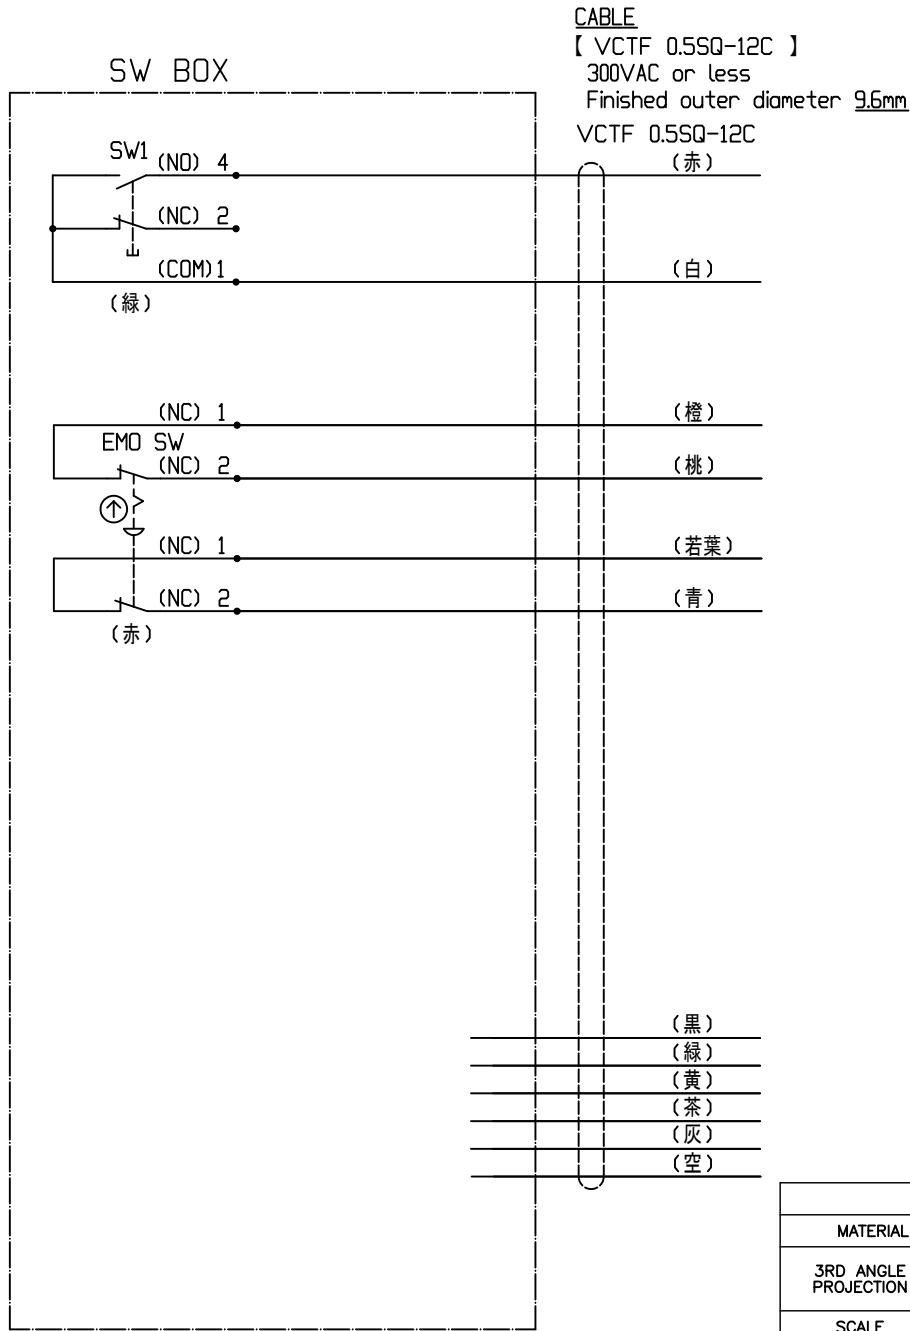 CABLE
【 VCTF 0.5SQ-12C 】
300VAC or less
Finished outer diameter 9.6mm
VCTF 0.5SQ-12C
SW BOX
SW1
(NO) 4
(赤)
(NC) 2
(COM)1
(白)
(緑)
(NC) 1
(橙)
EMO SW
(NC) 2
(桃)
(NC) 1
(若葉)
(NC) 2
(青)
(赤)
(黒)
(緑)
(黄)
(茶)
(灰)
(空)
MATERIAL
3RD ANGLE
PROJECTION
SCALE